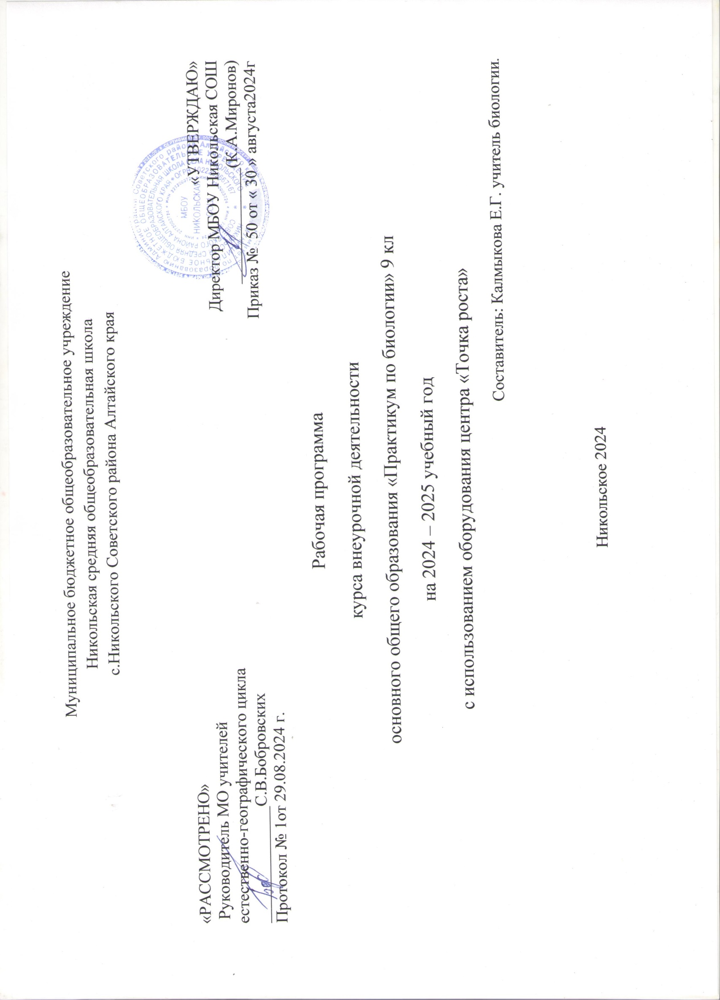 Муниципальное бюджетное общеобразовательное учреждение
Никольская средняя общеобразовательная школа
с.Никольского Советского района Алтайского края
«РАССМОТРЕНО»
Руководитель МО учителей
естественно-географического цикла
С.В.Бобровских
Протокол № 1от 29.08.2024 г.
«УТВЕРЖДАЮ»
Директор МБОУ Никольская СОШ
(К.А.Миронов)
Приказ № 50 от « 30 » августа2024г
МБОУ
НИКОЛЬСКАЯ
Рабочая программа
курса внеурочной деятельности
основного общего образования «Практикум по биологии» 9 кл
на 2024 – 2025 учебный год
с использованием оборудования центра «Точка роста»
Составитель: Калмыкова Е.Г. учитель биологии.
Никольское 2024